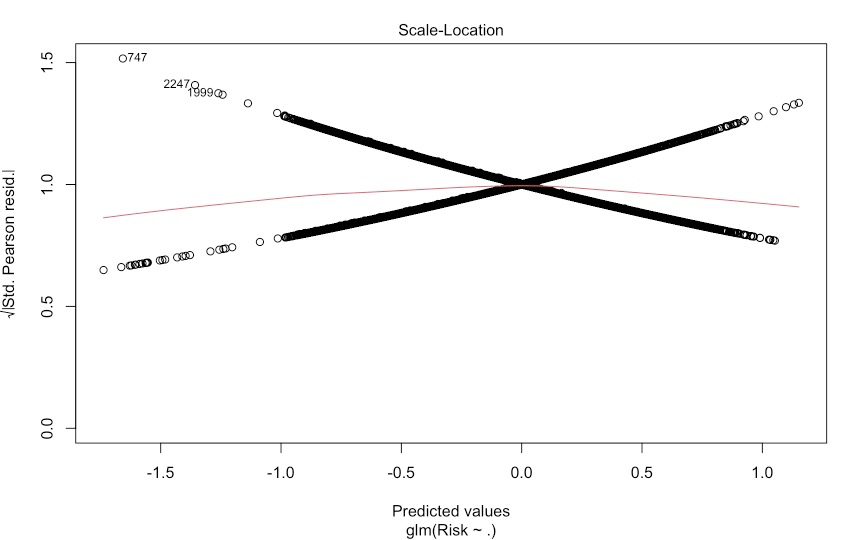 Scale-Location
√|Std. Pearson resid.|
1.5
1.0
0.5
0.0
747
2247
1999
-1.5 -1.0 -0.5 0.0 0.5 1.0
Predicted values
glm(Risk ~ .)